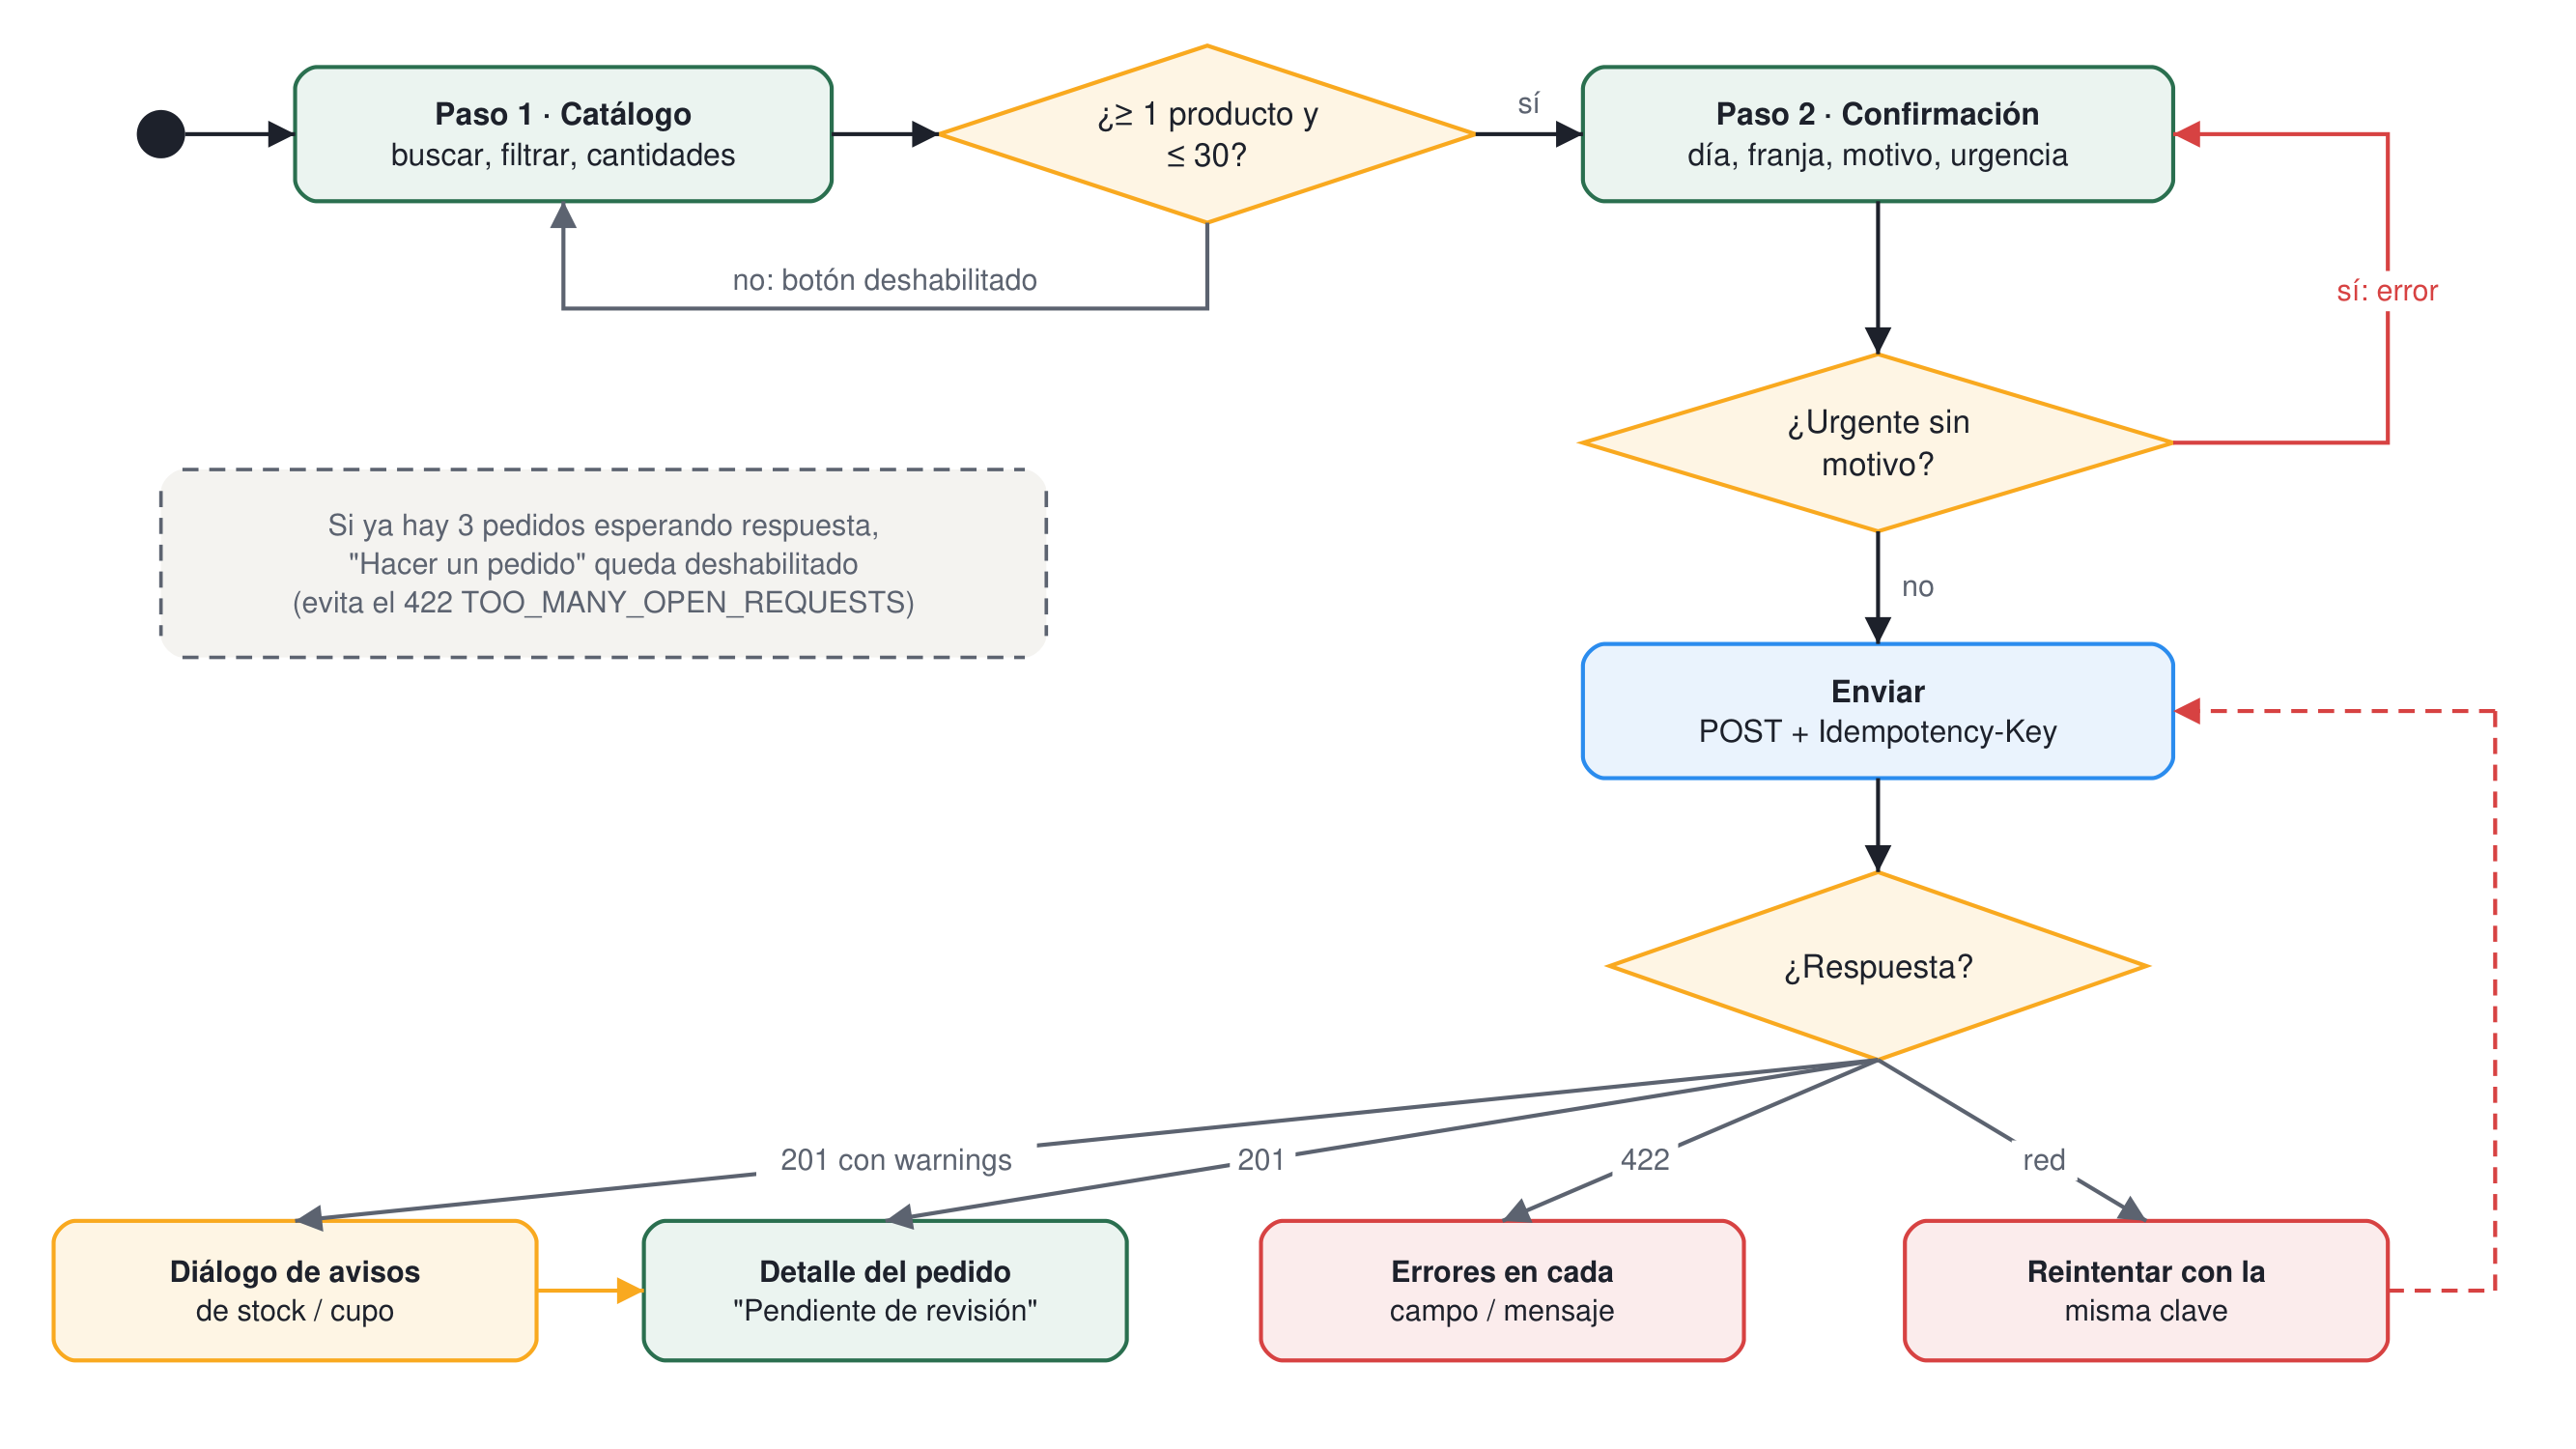 Paso 1 · Catálogo
buscar, filtrar, cantidades
¿≥ 1 producto y
≤ 30?
sí
Paso 2 · Confirmación
día, franja, motivo, urgencia
no: botón deshabilitado
sí: error
¿Urgente sin
motivo?
Si ya hay 3 pedidos esperando respuesta,
"Hacer un pedido" queda deshabilitado
(evita el 422 TOO_MANY_OPEN_REQUESTS)
no
Enviar
POST + Idempotency-Key
¿Respuesta?
201 con warnings
201
422
red
Diálogo de avisos
de stock / cupo
Detalle del pedido
"Pendiente de revisión"
Errores en cada
campo / mensaje
Reintentar con la
misma clave